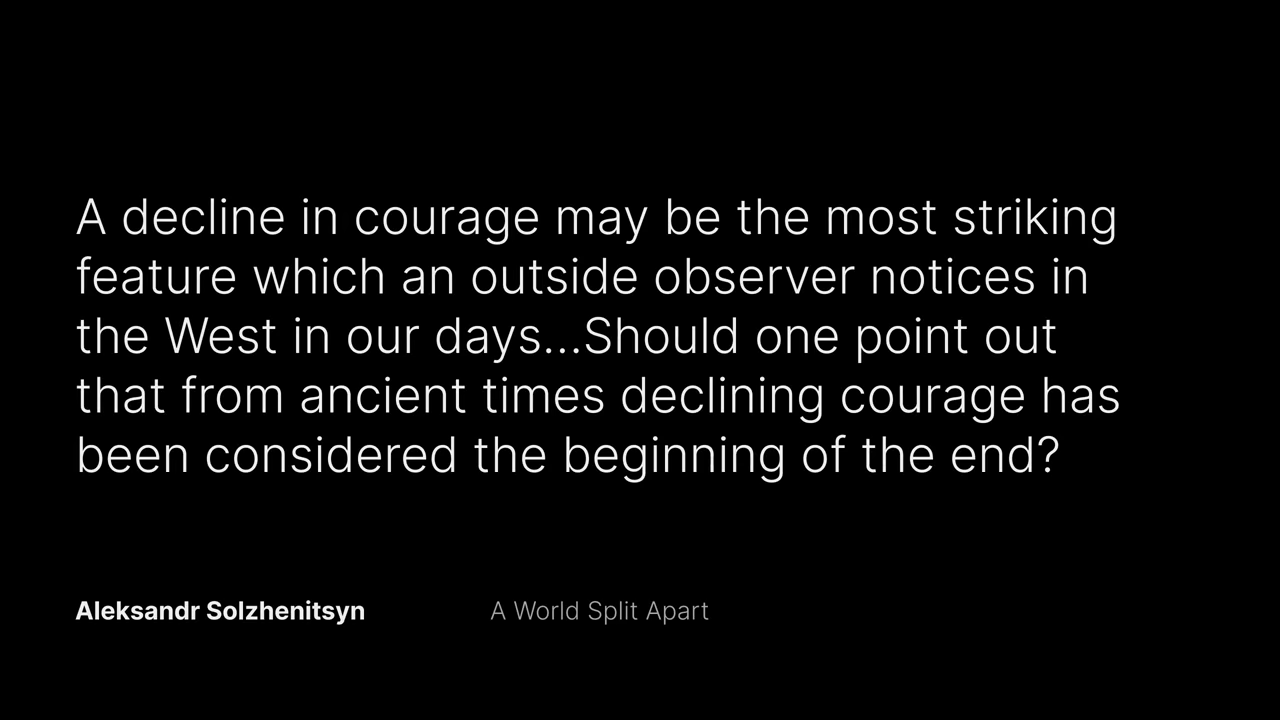 A decline in courage may be the most striking
feature which an outside observer notices in
the West in our days...Should one point out
that from ancient times declining courage has
been considered the beginning of the end?
Aleksandr Solzhenitsyn A World Split Apart